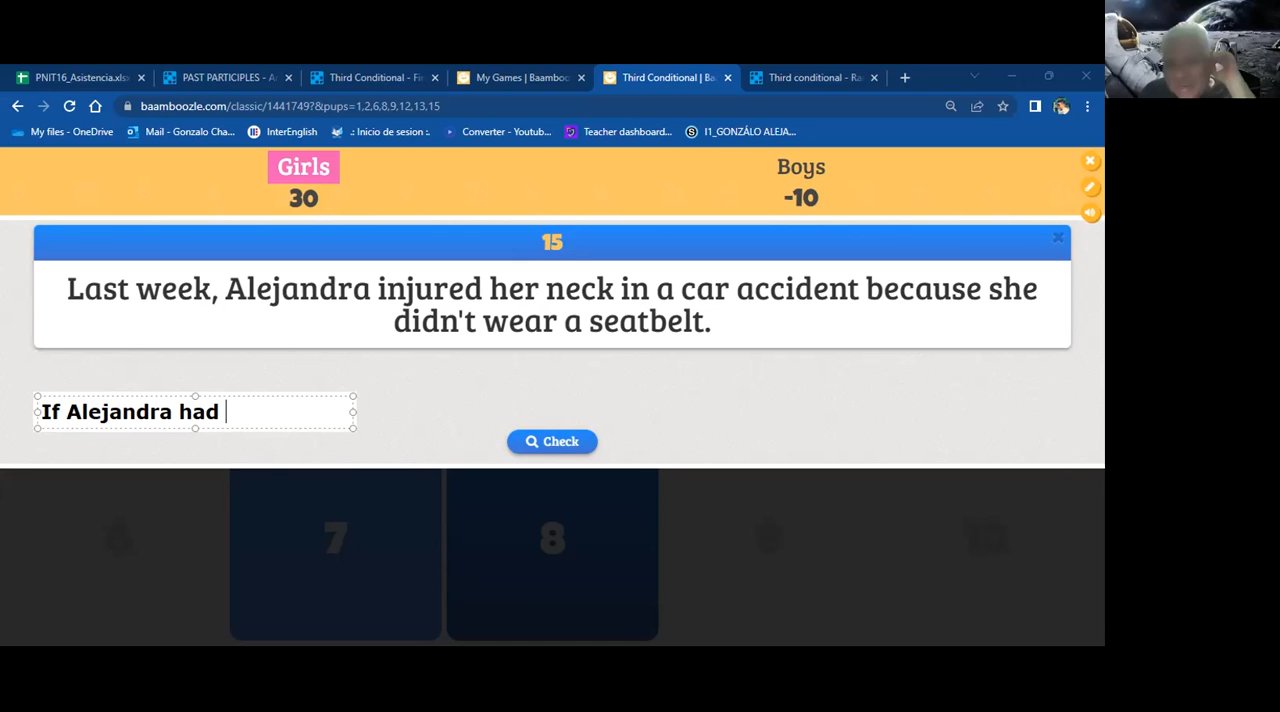 PNIT16_Asistencia.xlsx
PAST PARTICIPLES - A
Third Conditional - Fi
My Games | Baambooz
Third Conditional | Ba
Third conditional - Ra
baamboozle.com/classic/1441749?&pups=1,2,6,8,9,12,13,15
My files - OneDrive
Mail - Gonzalo Cha...
InterEnglish
.: Inicio de sesion :.
Converter - Youtub...
Teacher dashboard...
I1_GONZÁLO ALEJA...
Girls
Boys
30
-10
15
Last week, Alejandra injured her neck in a car accident because she
didn't wear a seatbelt.
If Alejandra had
Check
7
8